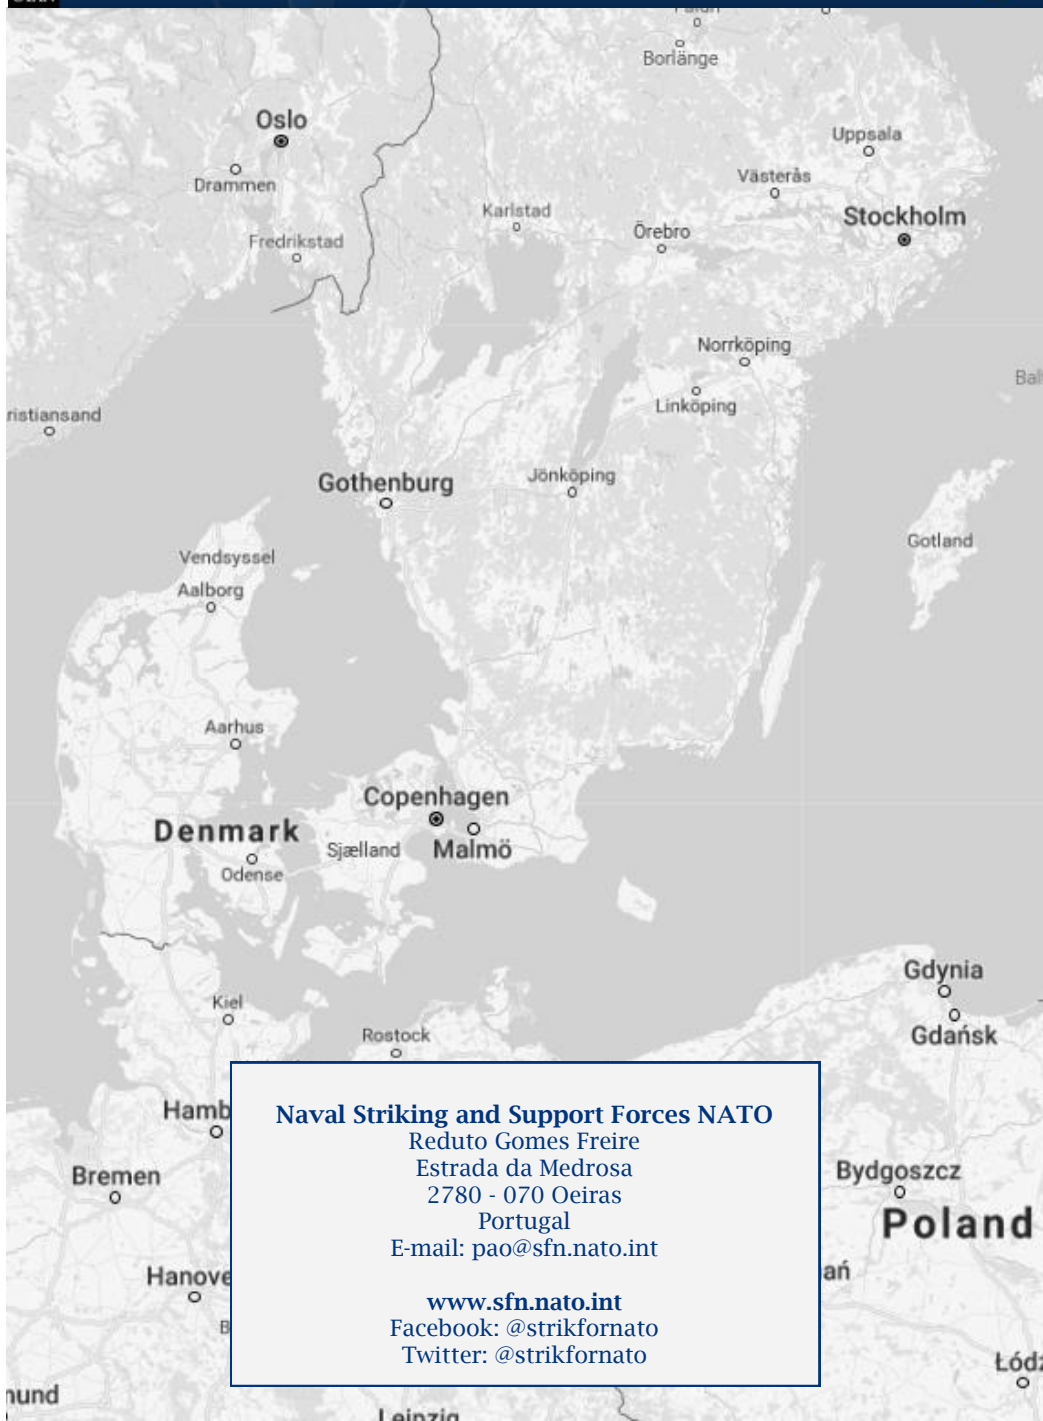 Borlänge
Oslo
Uppsala
Drammen
Västerås
Karlstad
Stockholm
Örebro
Fredrikstad
Norrköping
Linköping
ristiansand
Gothenburg
Jönköping
Gotland
Vendsyssel
Aalborg
Aarhus
Copenhagen
Denmark
Sjælland
Malmö
Odense
Gdynia
Kiel
Rostock
Gdańsk
Hamb
Bremen
Bydgoszcz
Poland
Hanove
ań
Łódź
nund
Leipzig
Naval Striking and Support Forces NATO
Reduto Gomes Freire
Estrada da Medrosa
2780 - 070 Oeiras
Portugal
E-mail: pao@sfn.nato.int
www.sfn.nato.int
Facebook: @strikfornato
Twitter: @strikfornato